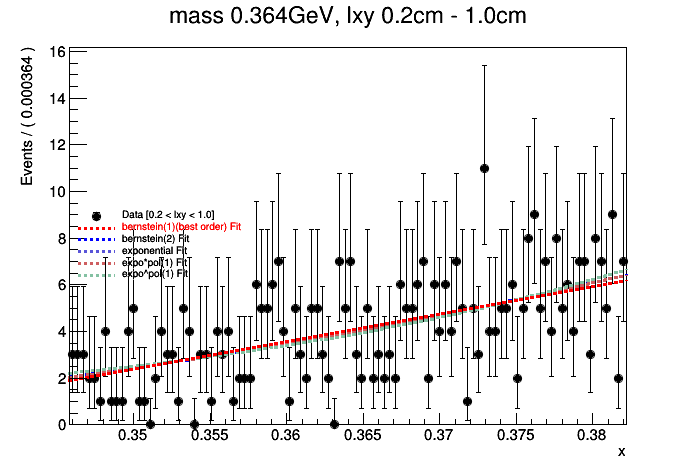 mass 0.364GeV, lxy 0.2cm - 1.0cm
Events / ( 0.000364 )
16
14
12
10
8
6
4
2
0
Data [0.2 < lxy < 1.0]
bernstein(1)(best order) Fit
bernstein(2) Fit
exponential Fit
expo*pol(1) Fit
expo^pol(1) Fit
0.35 0.355 0.36 0.365 0.37 0.375 0.38
x